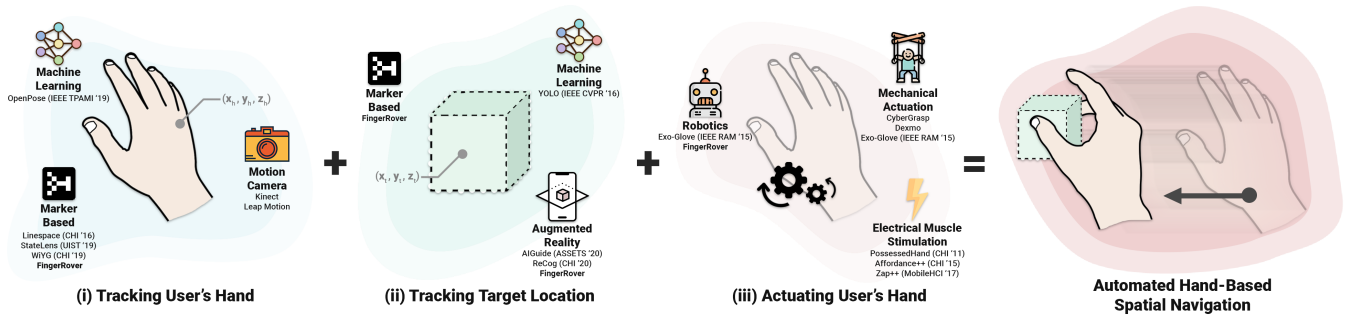 Machine
Learning
OpenPose (IEEE TPAMI '19)
(xh, yh, zh)
Motion
Camera
Kinect
Leap Motion
Marker
Based
Linespace (CHI '16)
StateLens (UIST '19)
WiYG (CHI '19)
FingerRover
(i) Tracking User's Hand
+
Marker
Based
FingerRover
Machine
Learning
YOLO (IEEE CVPR '16)
(xt, yt, zt)
Augmented
Reality
AIGuide (ASSETS '20)
ReCog (CHI '20)
FingerRover
(ii) Tracking Target Location
+
Robotics
Exo-Glove (IEEE RAM '15)
FingerRover
Mechanical
Actuation
CyberGrasp
Dexmo
Exo-Glove (IEEE RAM '15)
Electrical Muscle
Stimulation
PossessedHand (CHI '11)
Affordance++ (CHI '15)
Zap++ (MobileHCI '17)
(iii) Actuating User's Hand
=
Automated Hand-Based
Spatial Navigation